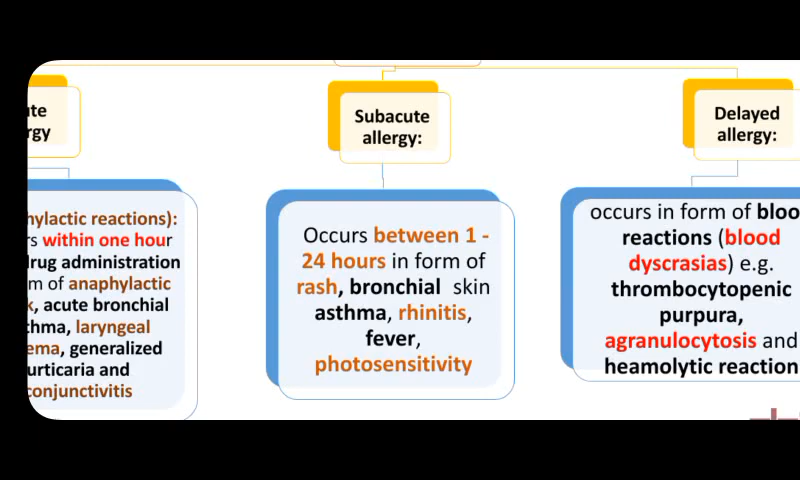 te
rgy
hylactic reactions):
rs within one hour
drug administration
m of anaphylactic
k, acute bronchial
thma, laryngeal
ema, generalized
urticaria and
conjunctivitis
Subacute
allergy:
Occurs between 1 -
24 hours in form of
rash, bronchial skin
asthma, rhinitis,
fever,
photosensitivity
Delayed
allergy:
occurs in form of bloo
reactions (blood
dyscrasias) e.g.
thrombocytopenic
purpura,
agranulocytosis and
heamolytic reaction